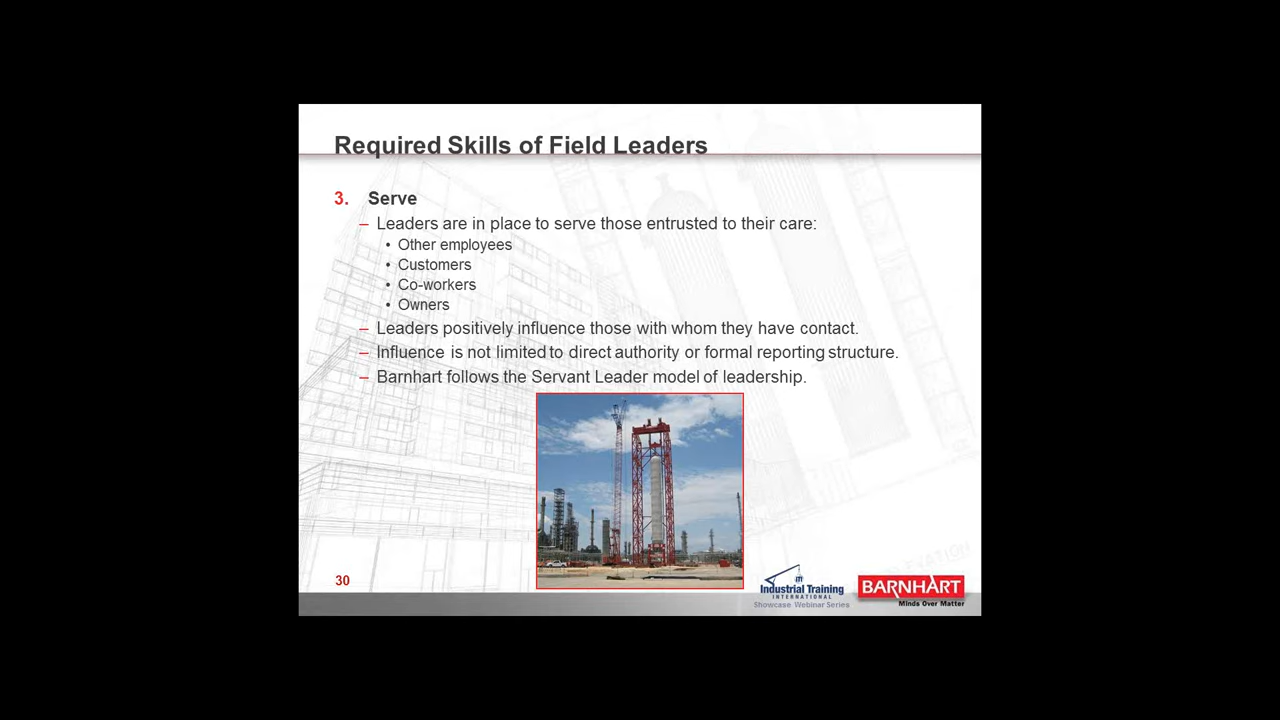 Required Skills of Field Leaders
3. Serve
– Leaders are in place to serve those entrusted to their care:
• Other employees
• Customers
• Co-workers
• Owners
– Leaders positively influence those with whom they have contact.
– Influence is not limited to direct authority or formal reporting structure.
– Barnhart follows the Servant Leader model of leadership.
30
Industrial Training
INTERNATIONAL
Showcase Webinar Series
BARNHART
Minds Over Matter